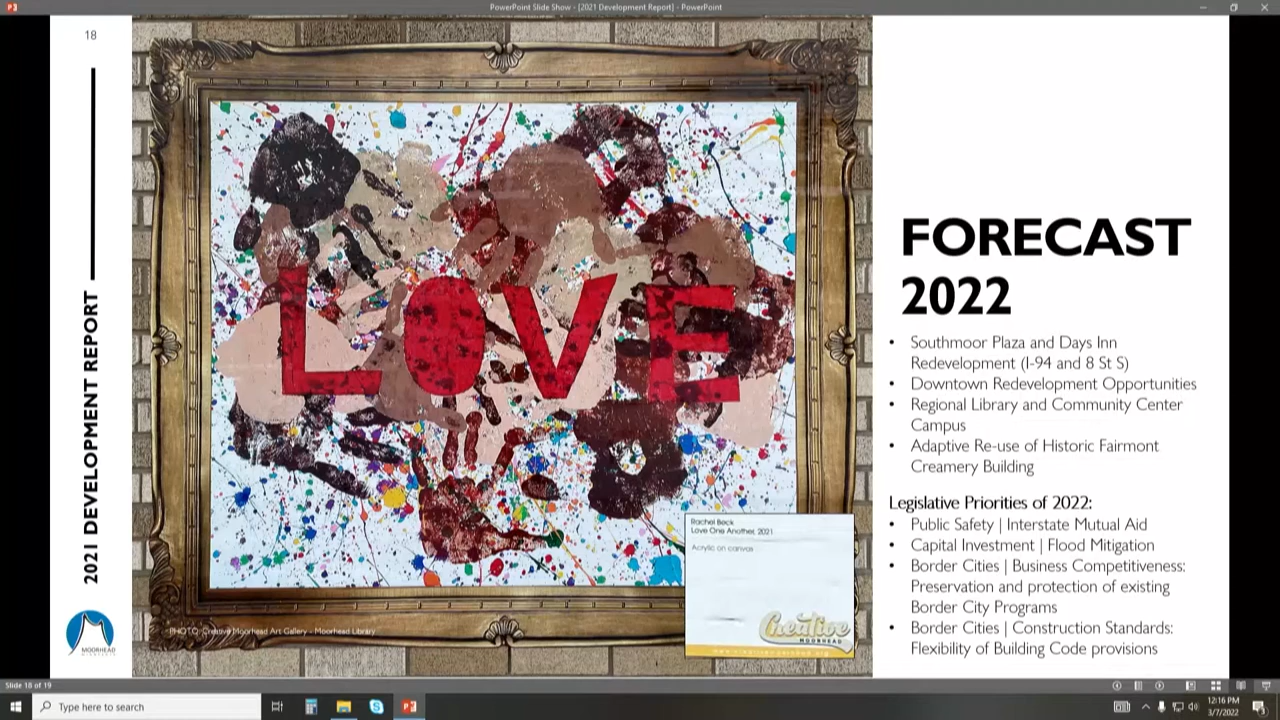 PowerPoint Slide Show - [2021 Development Report] - PowerPoint
18
2021 DEVELOPMENT REPORT
MOORHEAD
LOVE
Rachel Bock
Love One Another, 2021
Acrylic on canvas
Creative
MOORHEAD
PHOTO: Creative Moorhead Art Gallery - Moorhead Library
FORECAST
2022
• Southmoor Plaza and Days Inn
Redevelopment (I-94 and 8 St S)
• Downtown Redevelopment Opportunities
• Regional Library and Community Center
Campus
• Adaptive Re-use of Historic Fairmont
Creamery Building
Legislative Priorities of 2022:
• Public Safety | Interstate Mutual Aid
• Capital Investment | Flood Mitigation
• Border Cities | Business Competitiveness:
Preservation and protection of existing
Border City Programs
• Border Cities | Construction Standards:
Flexibility of Building Code provisions
Slide 18 of 19
Type here to search
12:16 PM
3/7/2022